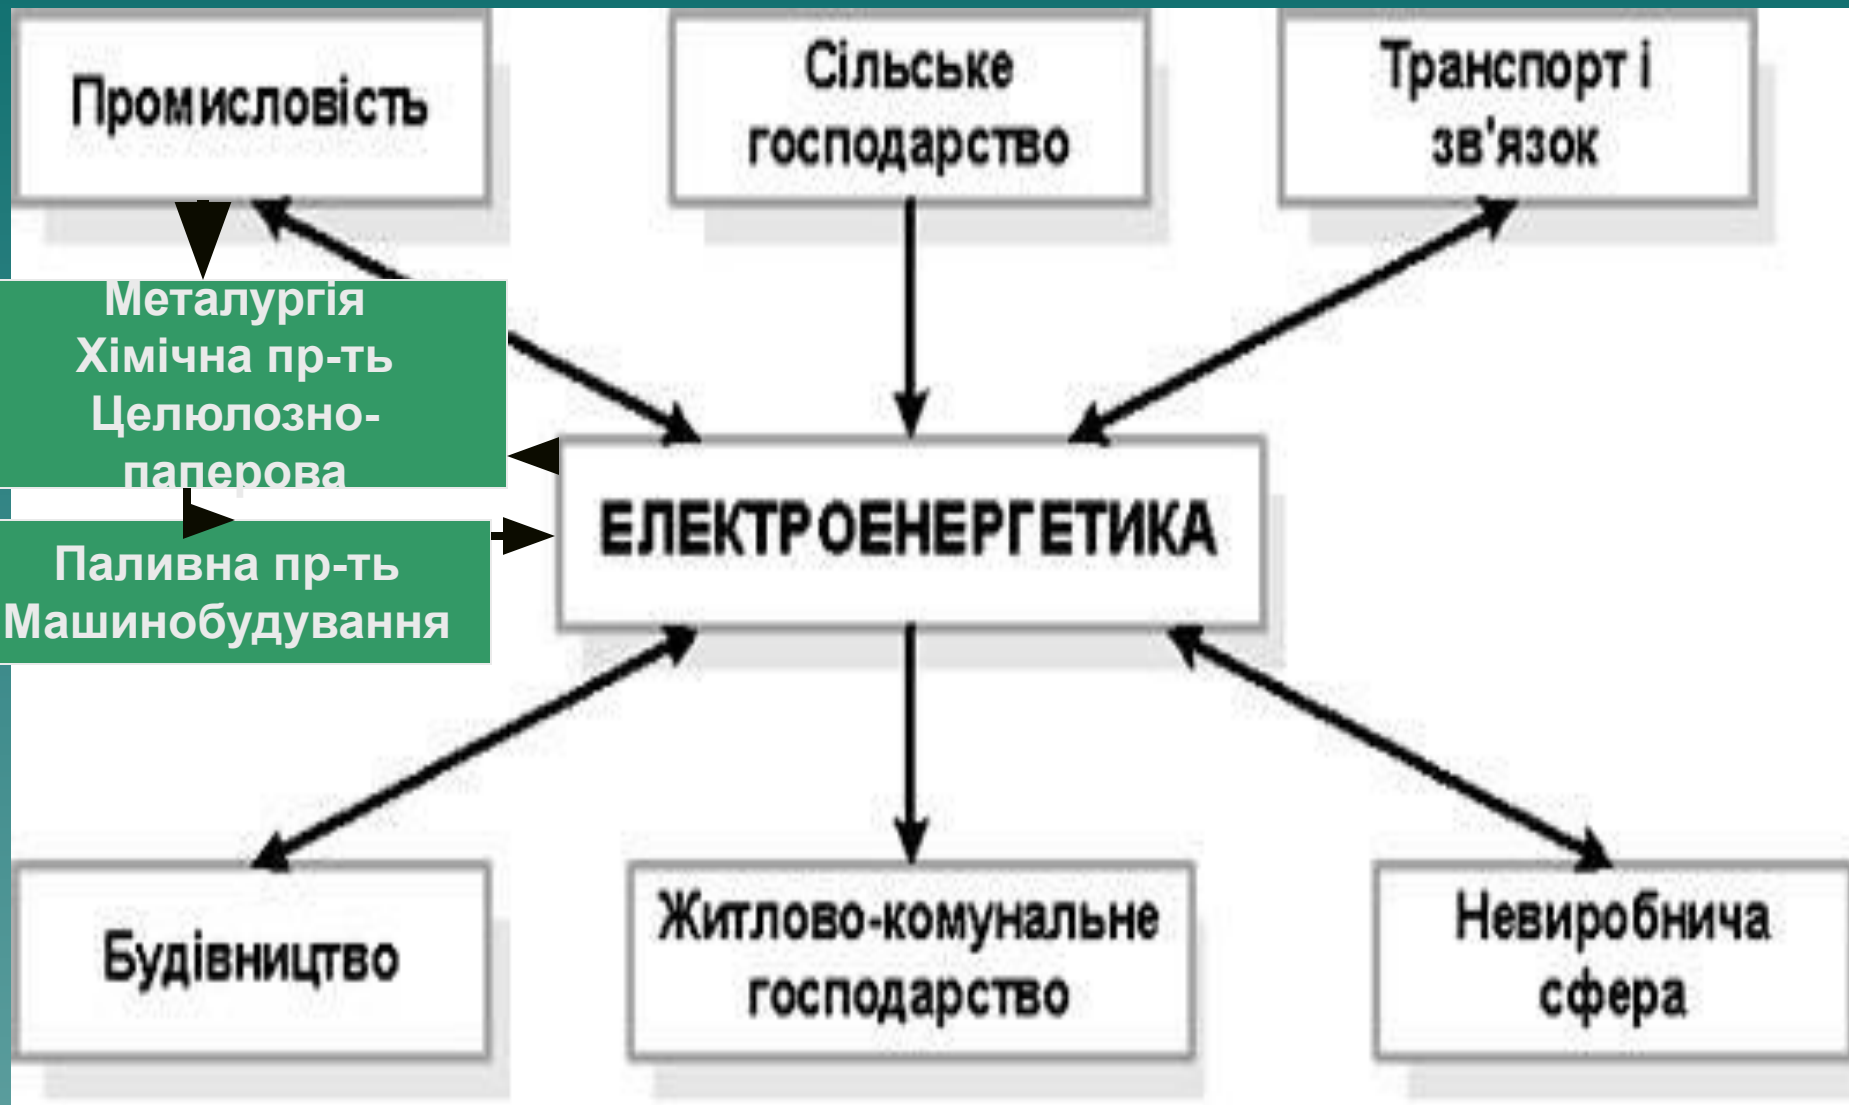 Промисловість
Сільське
господарство
Транспорт і
зв'язок
Металургія
Хімічна пр-ть
Целюлозно-
паперова
Паливна пр-ть
Машинобудування
ЕЛЕКТРОЕНЕРГЕТИКА
Будівництво
Житлово-комунальне
господарство
Невиробнича
сфера